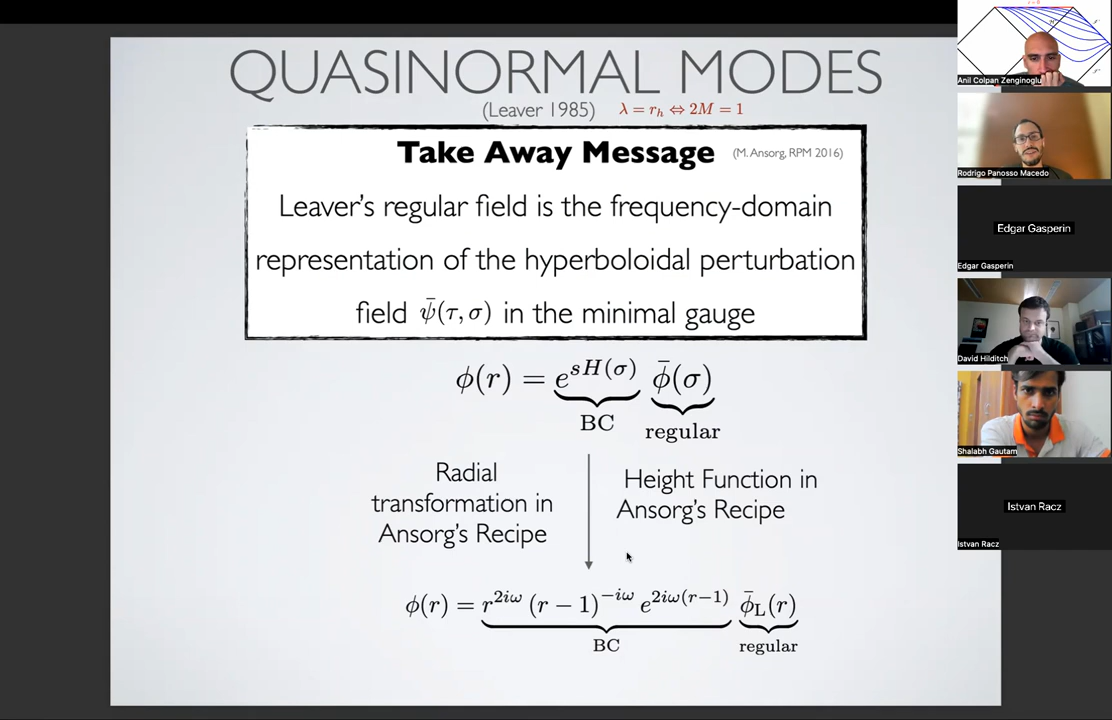 QUASINORMAL MODES
(Leaver 1985) λ = r_h ⇔ 2M = 1
Take Away Message (M. Ansorg, RPM 2016)
Leaver's regular field is the frequency-domain
representation of the hyperboloidal perturbation
field ψ̄(τ, σ) in the minimal gauge
ϕ(r) = e^{sH(σ)} ϕ̄(σ)
BC
regular
Radial
transformation in
Ansorg's Recipe
Height Function in
Ansorg's Recipe
ϕ(r) = r^{2iω} (r − 1)^{−iω} e^{2iω(r−1)} ϕ̄_L(r)
BC
regular
Anil Colpan Zenginoglu
Rodrigo Panosso Macedo
Edgar Gasperin
Edgar Gasperin
David Hilditch
Shalabh Gautam
Istvan Racz
Istvan Racz